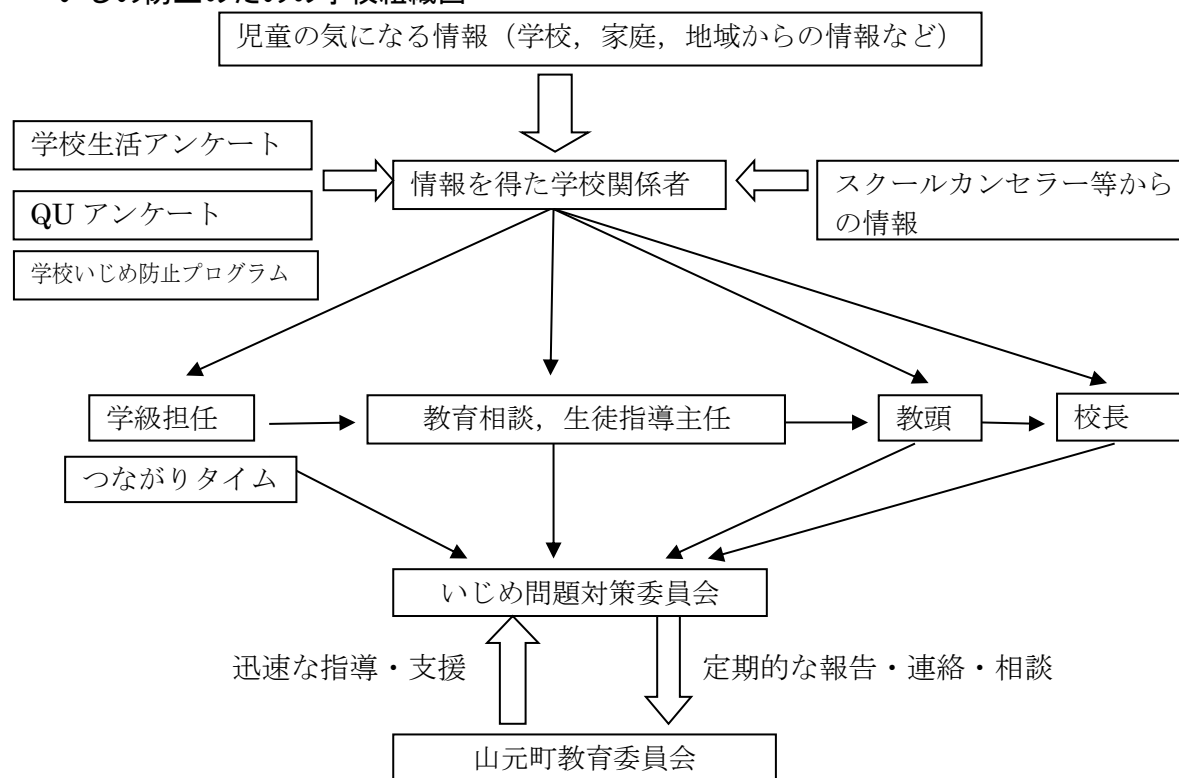 児童の気になる情報（学校，家庭，地域からの情報など）
学校生活アンケート
情報を得た学校関係者
スクールカンセラー等から
の情報
QU アンケート
学校いじめ防止プログラム
学級担任
教育相談，生徒指導主任
教頭
校長
つながりタイム
いじめ問題対策委員会
迅速な指導・支援
定期的な報告・連絡・相談
山元町教育委員会